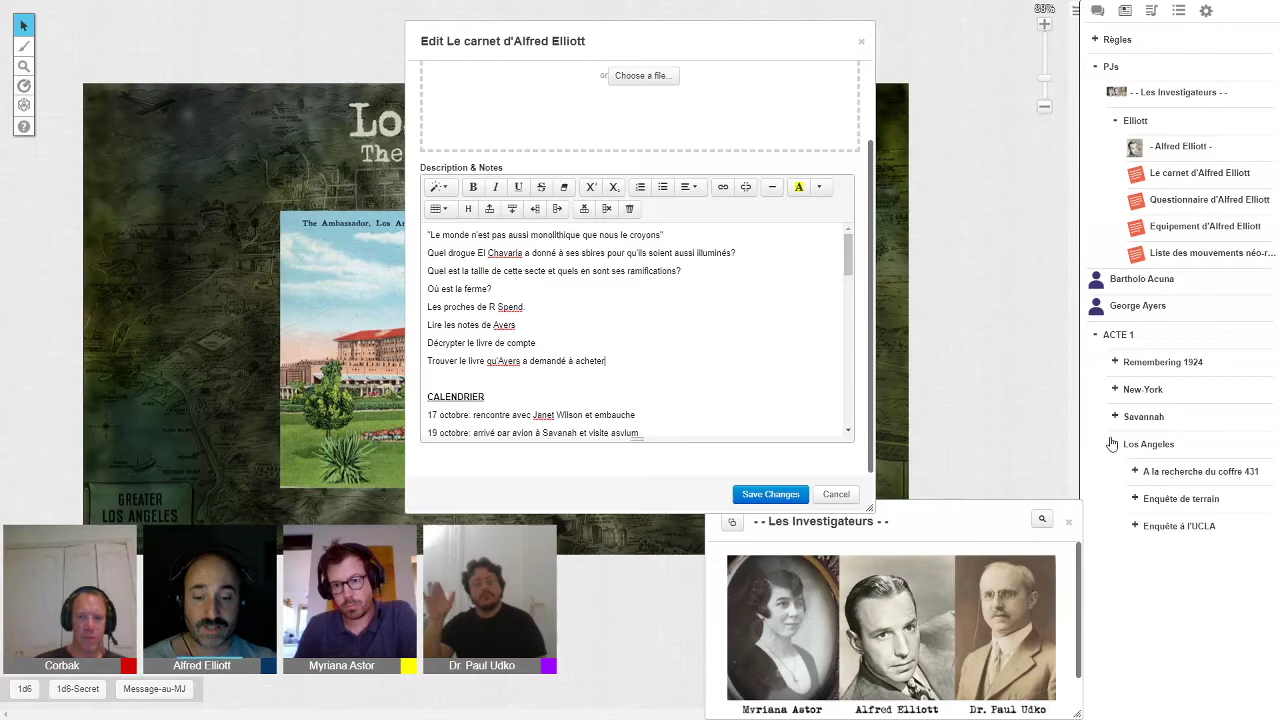 88%
Edit Le carnet d'Alfred Elliott
or Choose a file...
Description & Notes
"Le monde n'est pas aussi monolithique que nous le croyons"
Quel drogue El Chavaria a donné à ses sbires pour qu'ils soient aussi illuminés?
Quel est la taille de cette secte et quels en sont ses ramifications?
Où est la ferme?
Les proches de R Spend.
Lire les notes de Ayers
Décrypter le livre de compte
Trouver le livre qu'Ayers a demandé à acheter
CALENDRIER
17 octobre: rencontre avec Janet Wilson et embauche
19 octobre: arrivé par avion à Savanah et visite asylum
Save Changes
Cancel
Lo
The
The Ambassador, Los A
GREATER
LOS ANGELES
Règles
PJs
- - Les Investigateurs - -
Elliott
- Alfred Elliott -
Le carnet d'Alfred Elliott
Questionnaire d'Alfred Elliott
Equipement d'Alfred Elliott
Liste des mouvements néo-r...
Bartholo Acuna
George Ayers
ACTE 1
Remembering 1924
New-York
Savannah
Los Angeles
A la recherche du coffre 431
Enquête de terrain
Enquête á l'UCLA
- - Les Investigateurs - -
Myriana Astor
Alfred Elliott
Dr. Paul Udko
Corbak
Alfred Elliott
Myriana Astor
Dr. Paul Udko
1d6
1d6-Secret
Message-au-MJ